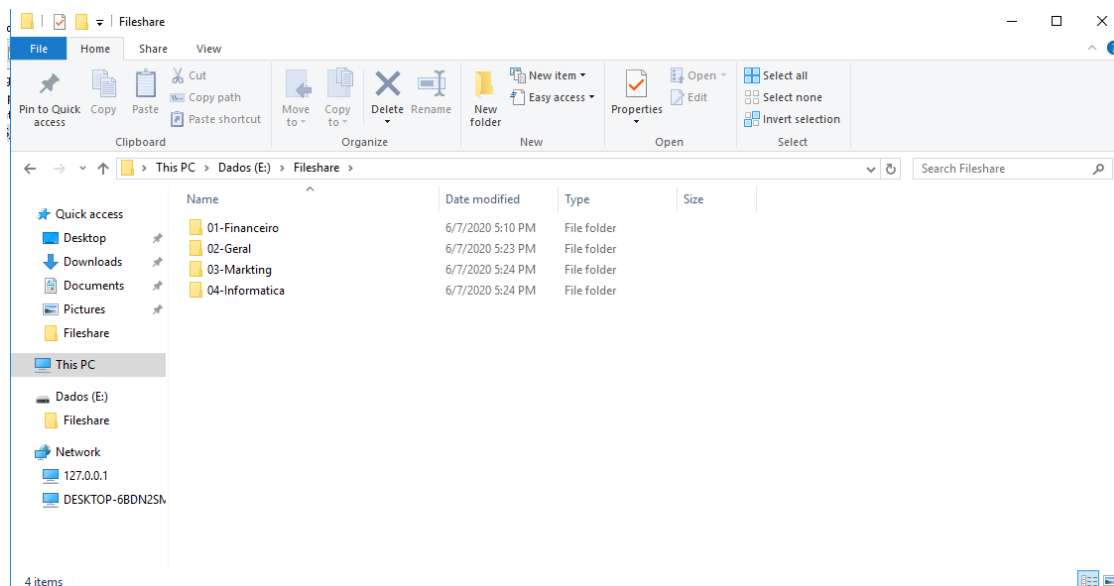 Fileshare
File Home Share View
Pin to Quick access
Copy
Paste
Cut
Copy path
Paste shortcut
Move to
Copy to
Delete
Rename
New folder
New item
Easy access
Properties
Open
Edit
Select all
Select none
Invert selection
Clipboard Organize New Open Select
This PC > Dados (E:) > Fileshare >
Search Fileshare
Name Date modified Type Size
01-Financeiro 6/7/2020 5:10 PM File folder
02-Geral 6/7/2020 5:23 PM File folder
03-Markting 6/7/2020 5:24 PM File folder
04-Informatica 6/7/2020 5:24 PM File folder
Quick access
Desktop
Downloads
Documents
Pictures
Fileshare
This PC
Dados (E:)
Fileshare
Network
127.0.0.1
DESKTOP-6BDN2SM
4 items